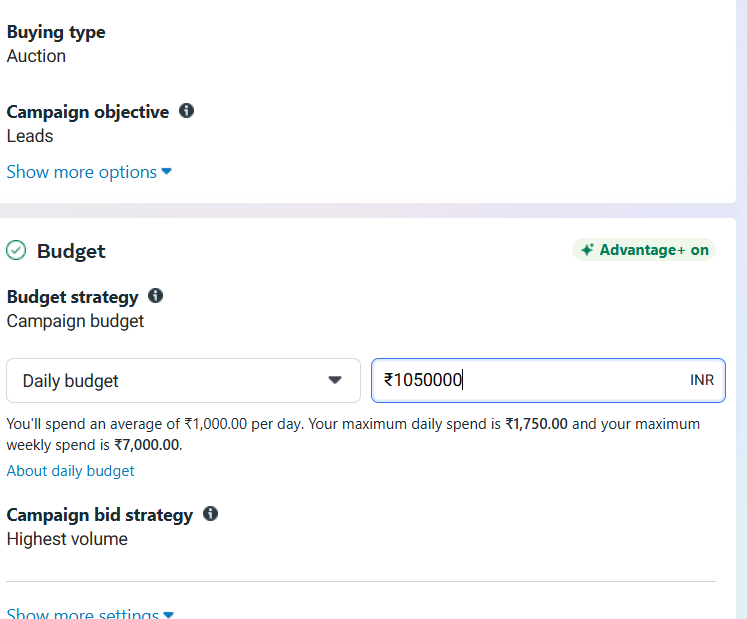 Buying type
Auction
Campaign objective
Leads
Show more options
Budget
Advantage+ on
Budget strategy
Campaign budget
Daily budget
₹1050000
INR
You'll spend an average of ₹1,000.00 per day. Your maximum daily spend is ₹1,750.00 and your maximum
weekly spend is ₹7,000.00.
About daily budget
Campaign bid strategy
Highest volume
Show more settings